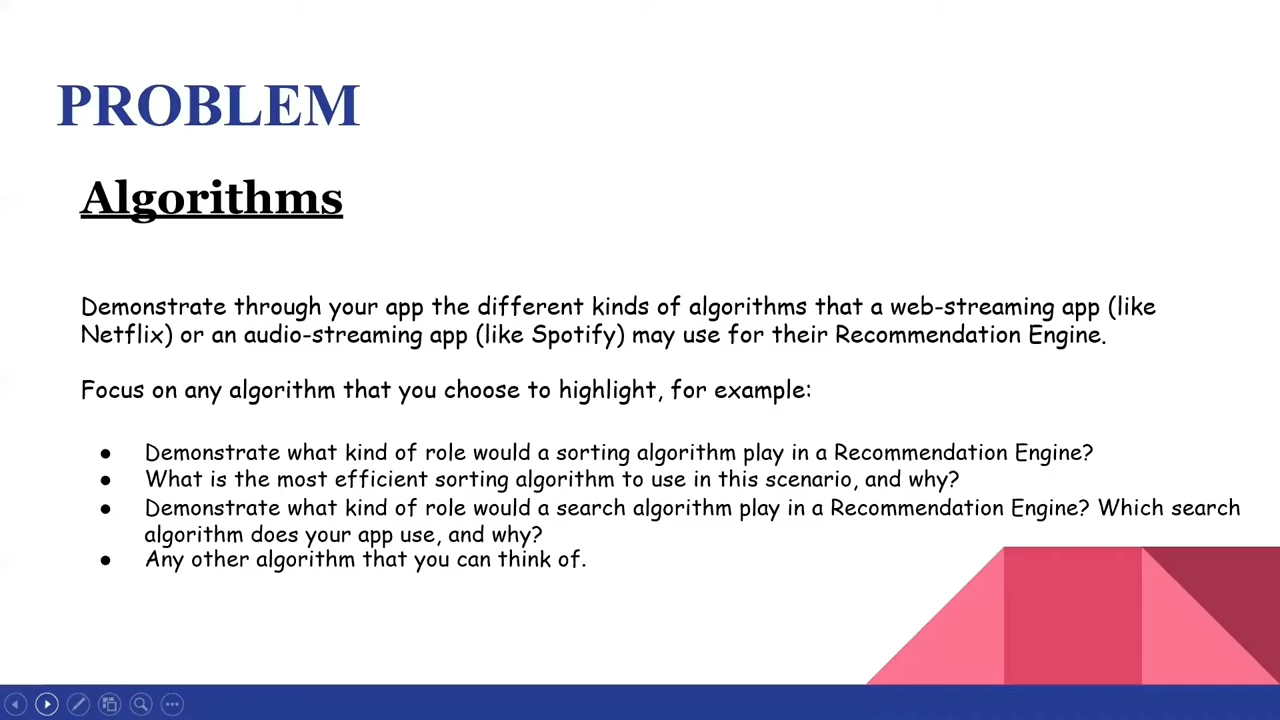 PROBLEM
Algorithms
Demonstrate through your app the different kinds of algorithms that a web-streaming app (like
Netflix) or an audio-streaming app (like Spotify) may use for their Recommendation Engine.
Focus on any algorithm that you choose to highlight, for example:
● Demonstrate what kind of role would a sorting algorithm play in a Recommendation Engine?
● What is the most efficient sorting algorithm to use in this scenario, and why?
● Demonstrate what kind of role would a search algorithm play in a Recommendation Engine? Which search
algorithm does your app use, and why?
● Any other algorithm that you can think of.